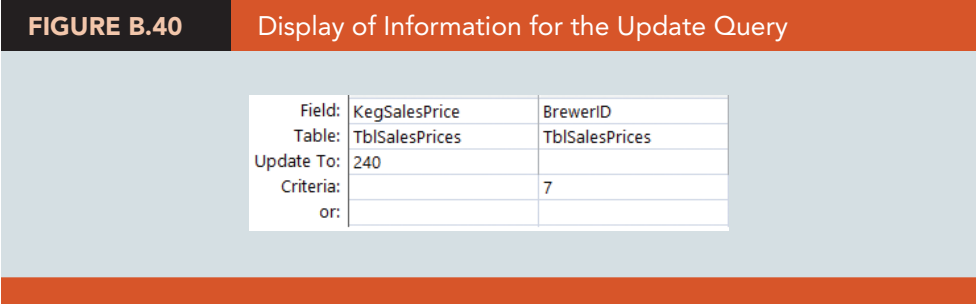 FIGURE B.40 Display of Information for the Update Query
Field: KegSalesPrice BrewerID
Table: TblSalesPrices TblSalesPrices
Update To: 240
Criteria: 7
or: